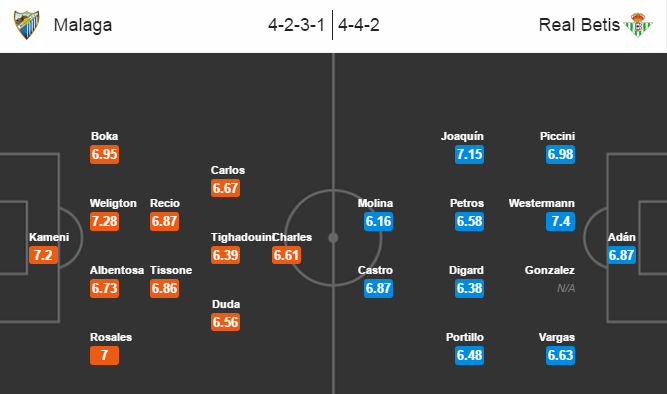 Malaga 4-2-3-1 4-4-2 Real Betis
Boka
6.95
Joaquín
7.15
Piccini
6.98
Carlos
6.67
Weligton
7.28
Recio
6.87
Molina
6.16
Petros
6.58
Westermann
7.4
Kameni
7.2
Tighadouin
6.39
Charles
6.61
Adán
6.87
Albentosa
6.73
Tissone
6.86
Castro
6.87
Digard
6.38
Gonzalez
N/A
Duda
6.56
Rosales
7
Portillo
6.48
Vargas
6.63